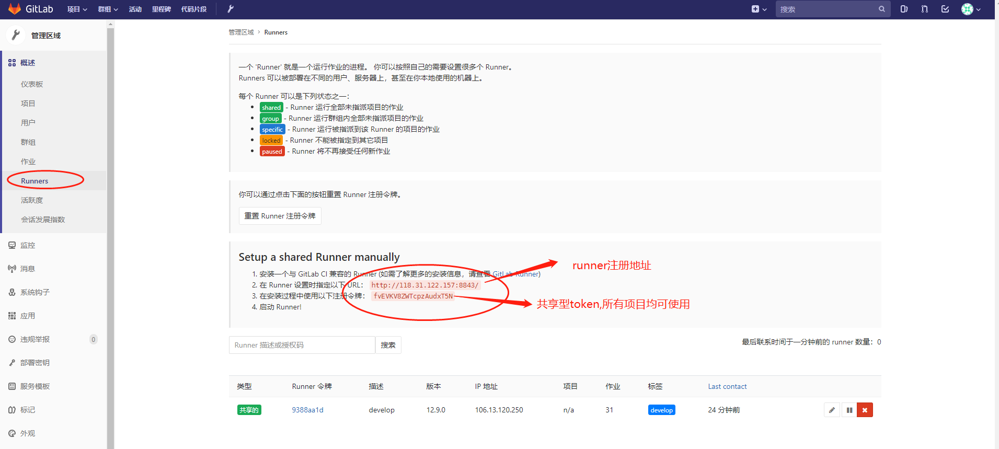 GitLab 项目 群组 活动 里程碑 代码片段 搜索
管理区域
概述
仪表板
项目
用户
群组
作业
Runners
活跃度
会话发展指数
监控
消息
系统钩子
应用
违规举报 0
部署密钥
服务模板
标记
外观
管理区域 > Runners
一个 'Runner' 就是一个运行作业的进程。 你可以按照自己的需要设置很多个 Runner。
Runners 可以被部署在不同的用户、服务器上，甚至在你本地使用的机器上。
每个 Runner 可以是下列状态之一：
shared - Runner 运行全部未指派项目的作业
group - Runner 运行群组内全部未指派项目的作业
specific - Runner 运行被指派到该 Runner 的项目的作业
locked - Runner 不能被指定到其它项目
paused - Runner 将不再接受任何新作业
你可以通过点击下面的按钮重置 Runner 注册令牌。
重置 Runner 注册令牌
Setup a shared Runner manually
1. 安装一个与 GitLab CI 兼容的 Runner (如需了解更多的安装信息，请查看 GitLab Runner)
2. 在 Runner 设置时指定以下 URL： http://118.31.122.157:8843/
3. 在安装过程中使用以下注册令牌： fvEVKV8ZWTcpzAudxT5N
4. 启动 Runner!
runner注册地址
共享型token,所有项目均可使用
Runner 描述或授权码 搜索
最后联系时间于一分钟前的 runner 数量：0
类型 Runner 令牌 描述 版本 IP 地址 项目 作业 标签 Last contact
共享的 9388aa1d develop 12.9.0 106.13.120.250 n/a 31 develop 24 分钟前